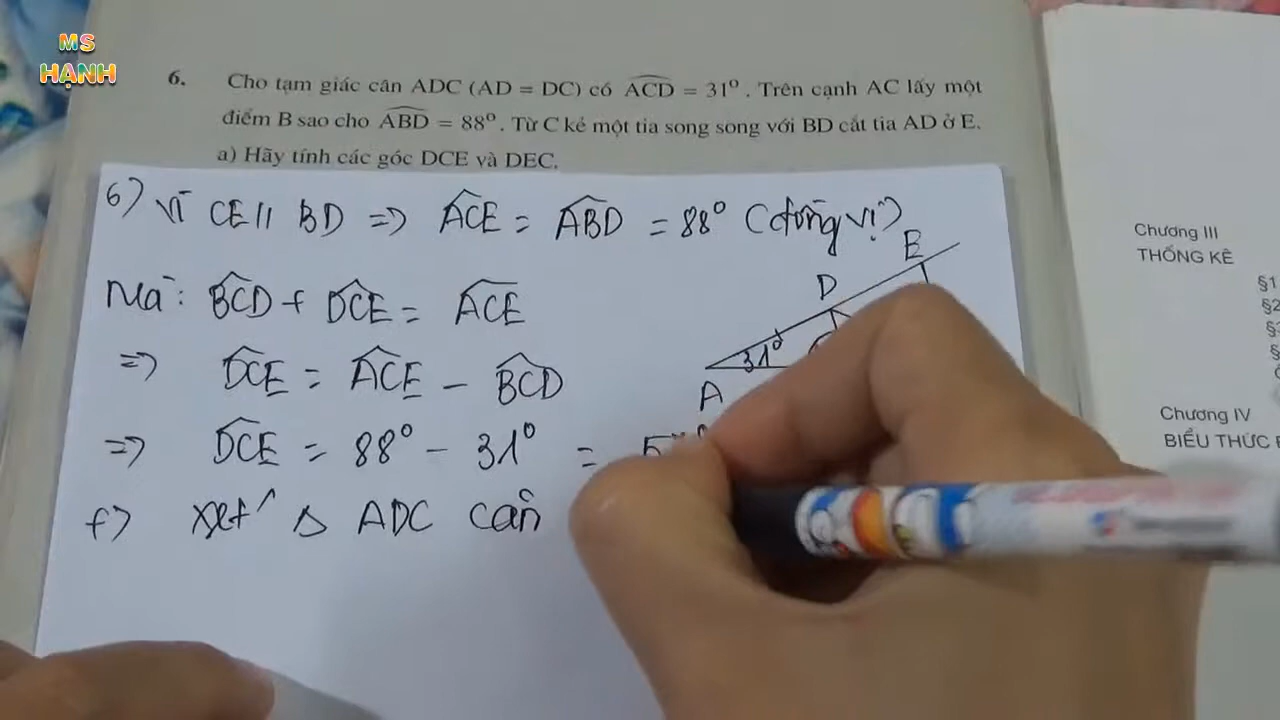 MS
HẠNH
6. Cho tạm giác cân ADC (AD = DC) có ACD = 31°. Trên cạnh AC lấy một
điểm B sao cho ABD = 88°. Từ C kẻ một tia song song với BD cắt tia AD ở E.
a) Hãy tính các góc DCE và DEC.
6) Vì CE // BD => ACE = ABD = 88° (đồng vị)
Mà: BCD + DCE = ACE
=> DCE = ACE - BCD
=> DCE = 88° - 31° =
+) xét Δ ADC cân
E
D
31°
A
Chương III
THỐNG KÊ
§1
§2
§
§
Chương IV
BIỂU THỨC